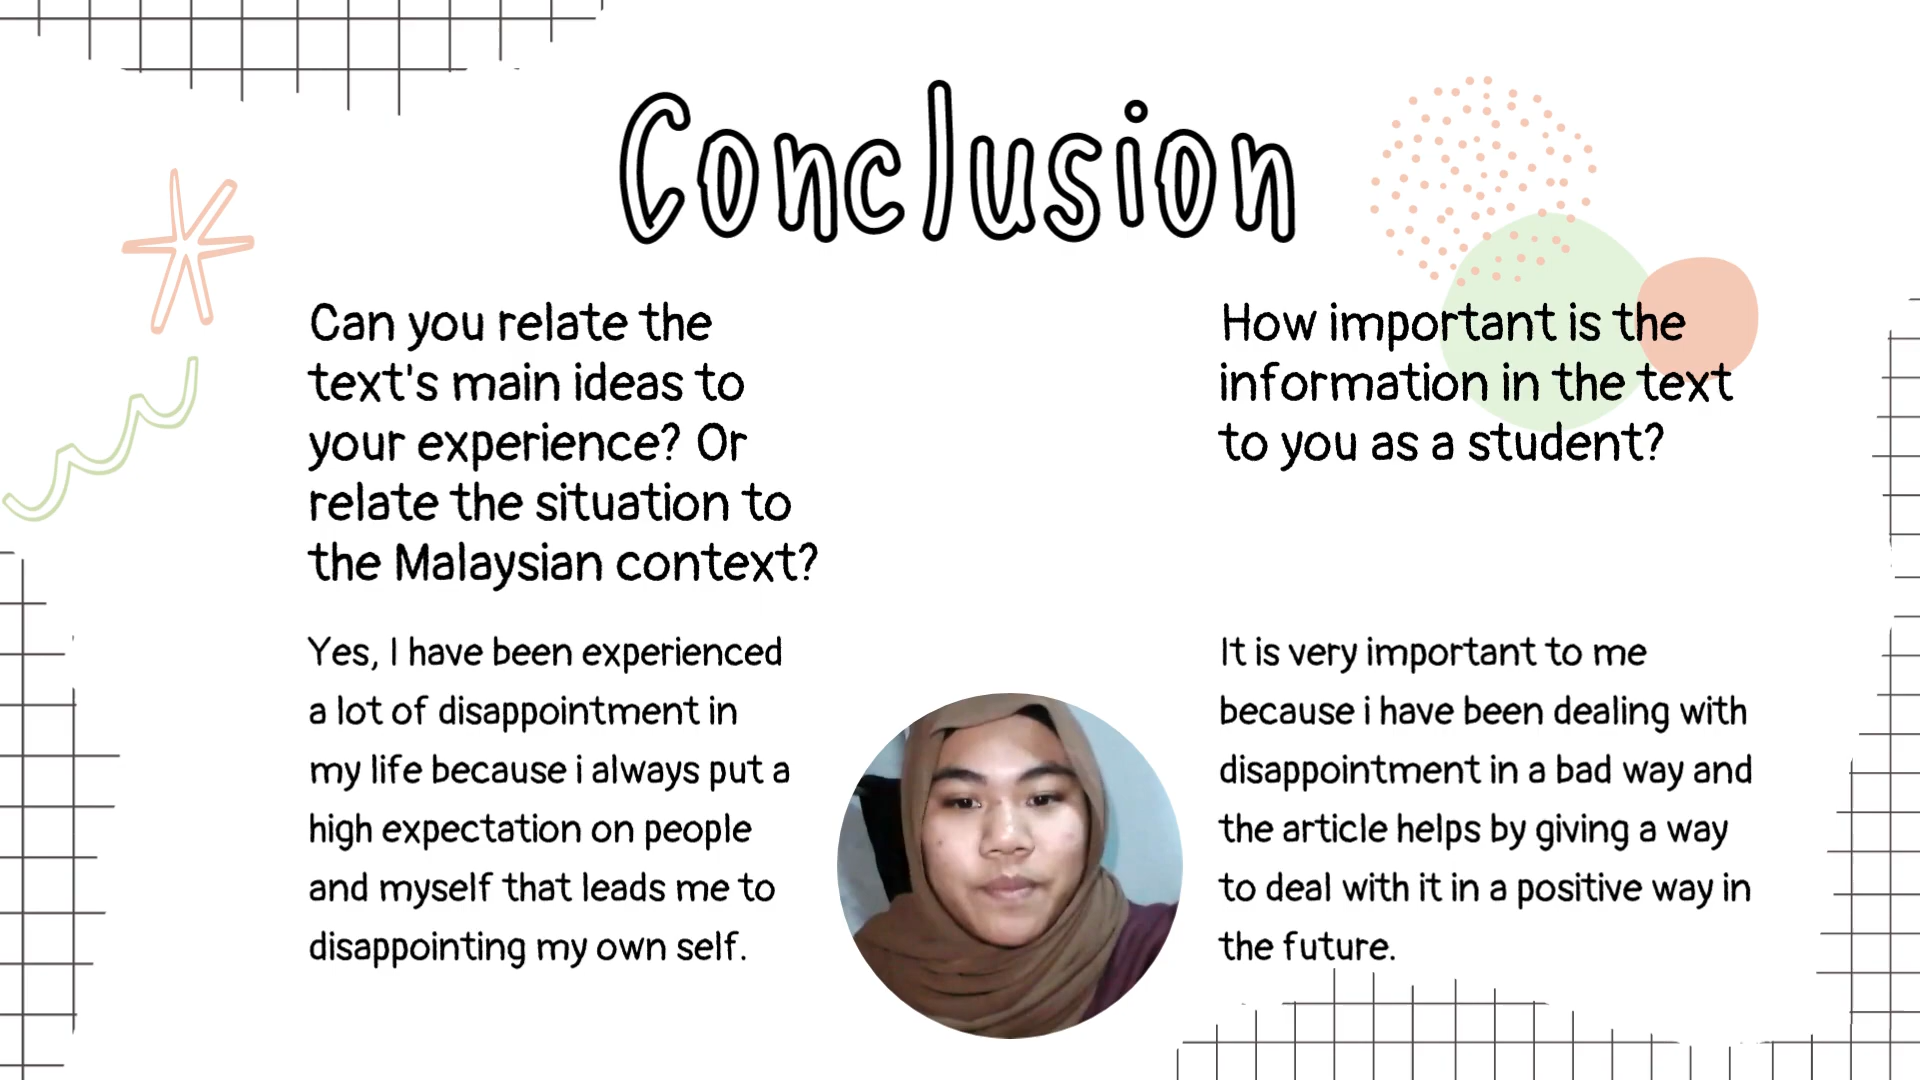 Conclusion
Can you relate the
text's main ideas to
your experience? Or
relate the situation to
the Malaysian context?
Yes, I have been experienced
a lot of disappointment in
my life because i always put a
high expectation on people
and myself that leads me to
disappointing my own self.
How important is the
information in the text
to you as a student?
It is very important to me
because i have been dealing with
disappointment in a bad way and
the article helps by giving a way
to deal with it in a positive way in
the future.